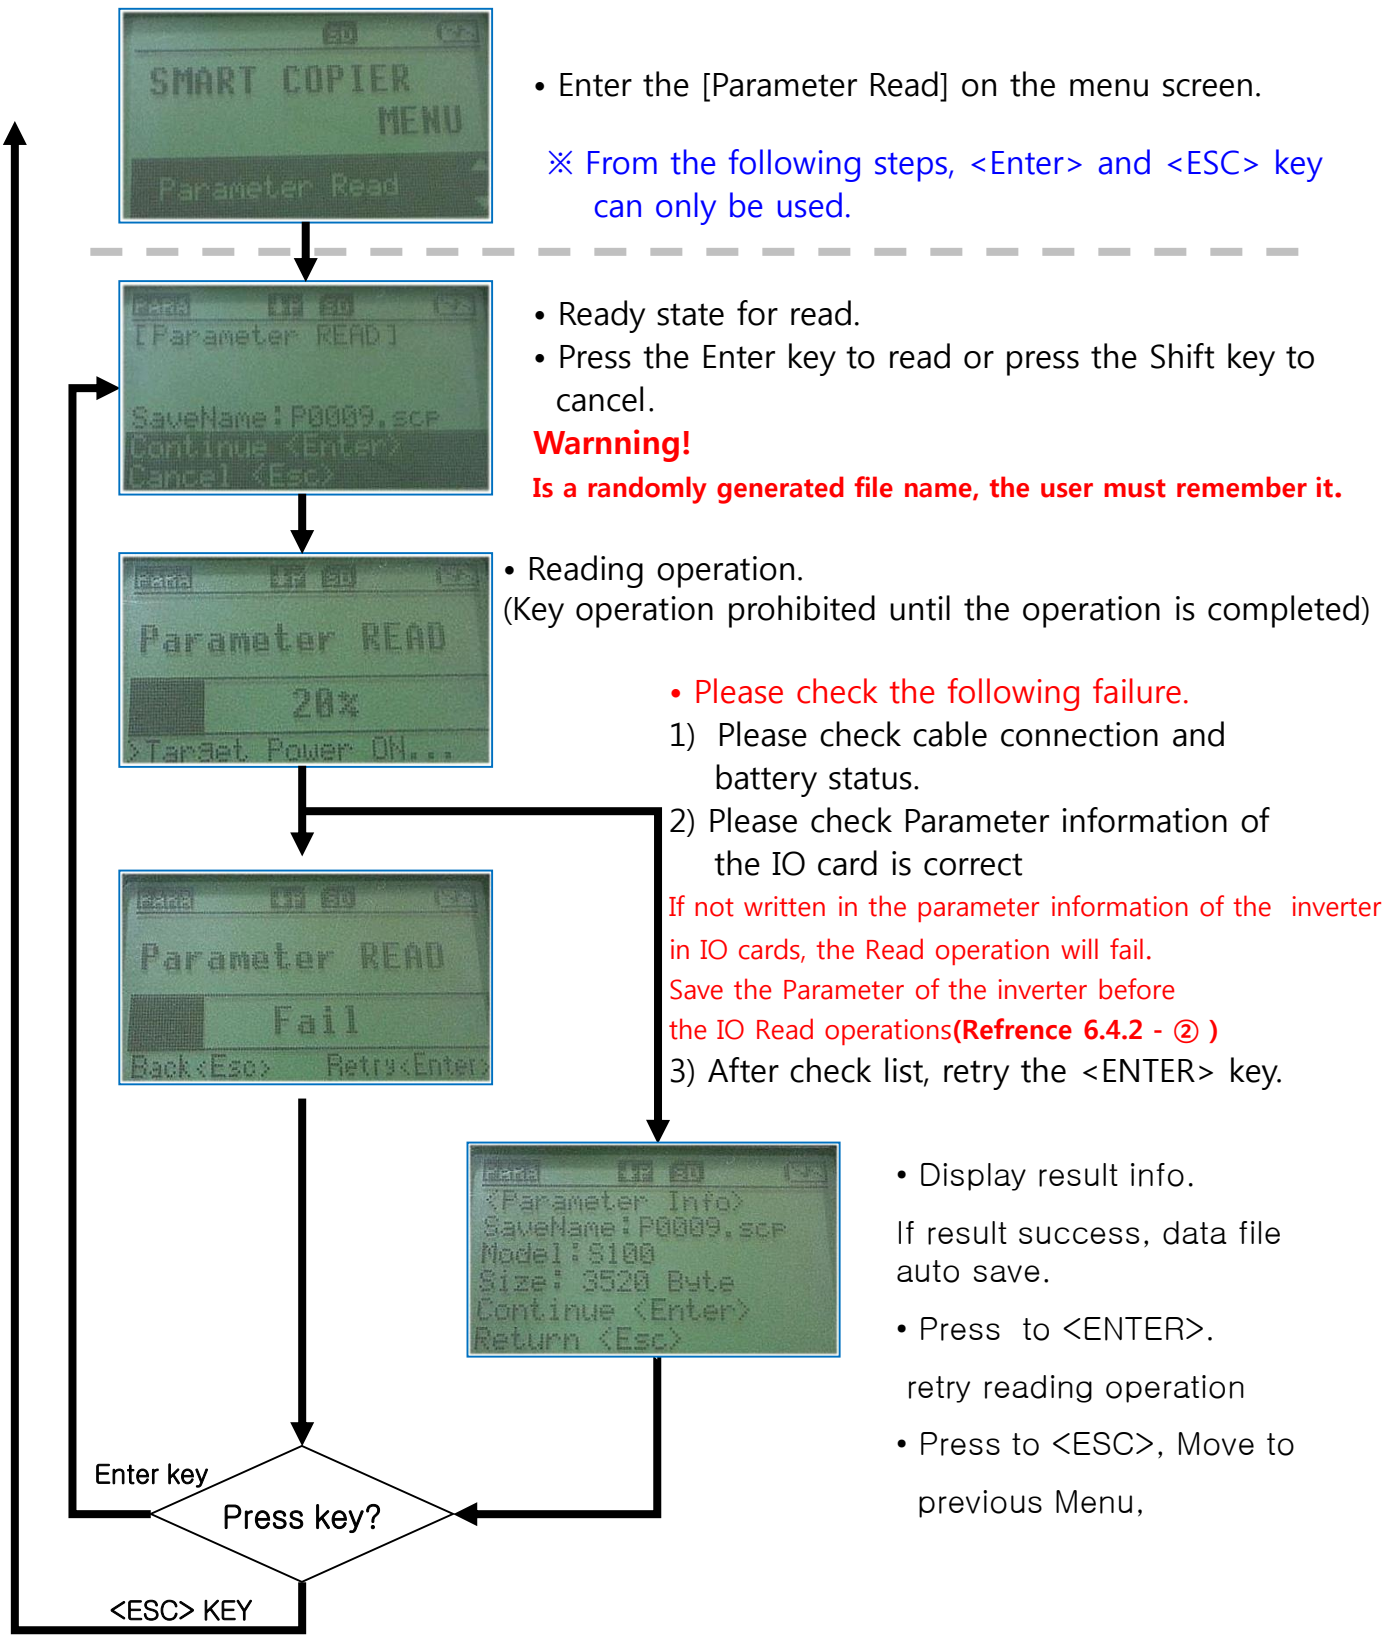 SD
SMART COPIER
MENU
Parameter Read
• Enter the [Parameter Read] on the menu screen.
※ From the following steps, <Enter> and <ESC> key
can only be used.
PARA SD
[Parameter READ]
SaveName:P0009.scp
Continue <Enter>
Cancel <Esc>
• Ready state for read.
• Press the Enter key to read or press the Shift key to
cancel.
Warnning!
Is a randomly generated file name, the user must remember it.
PARA SD
Parameter READ
20%
>Target Power ON...
• Reading operation.
(Key operation prohibited until the operation is completed)
• Please check the following failure.
1) Please check cable connection and
battery status.
2) Please check Parameter information of
the IO card is correct
If not written in the parameter information of the inverter
in IO cards, the Read operation will fail.
Save the Parameter of the inverter before
the IO Read operations(Refrence 6.4.2 - ② )
3) After check list, retry the <ENTER> key.
PARA SD
Parameter READ
Fail
Back<Esc> Retry<Enter>
PARA SD
<Parameter Info>
SaveName:P0009.scp
Model:S100
Size: 3520 Byte
Continue <Enter>
Return <Esc>
• Display result info.
If result success, data file
auto save.
• Press to <ENTER>.
retry reading operation
• Press to <ESC>, Move to
previous Menu,
Enter key
Press key?
<ESC> KEY